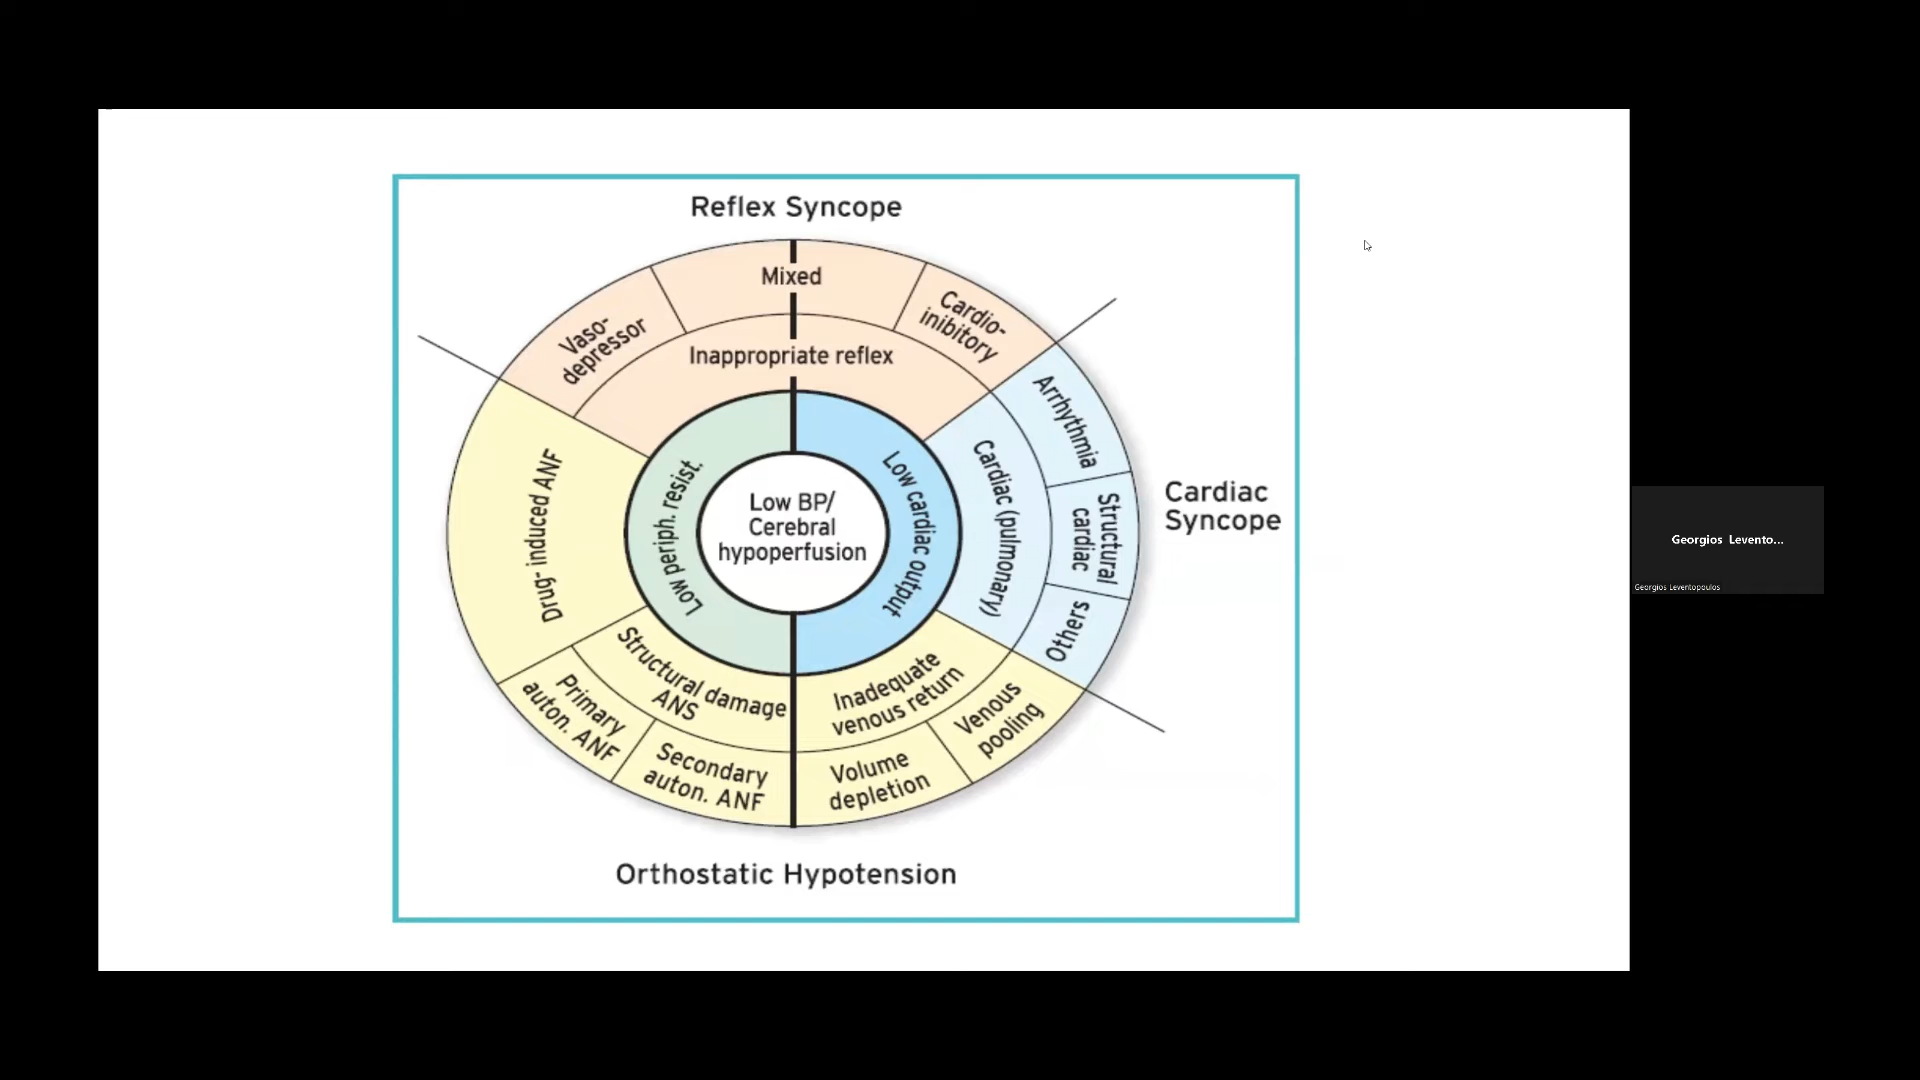 Reflex Syncope
Mixed
Vaso-
depressor
Cardio-
inibitory
Inappropriate reflex
Arrhythmia
Structural
cardiac
Others
Cardiac (pulmonary)
Cardiac
Syncope
Low periph. resist.
Low cardiac output
Low BP/
Cerebral
hypoperfusion
Drug- induced ANF
Structural damage
ANS
Primary
auton. ANF
Secondary
auton. ANF
Inadequate
venous return
Volume
depletion
Venous
pooling
Orthostatic Hypotension
Georgios Levento...
Georgios Leventopoulos